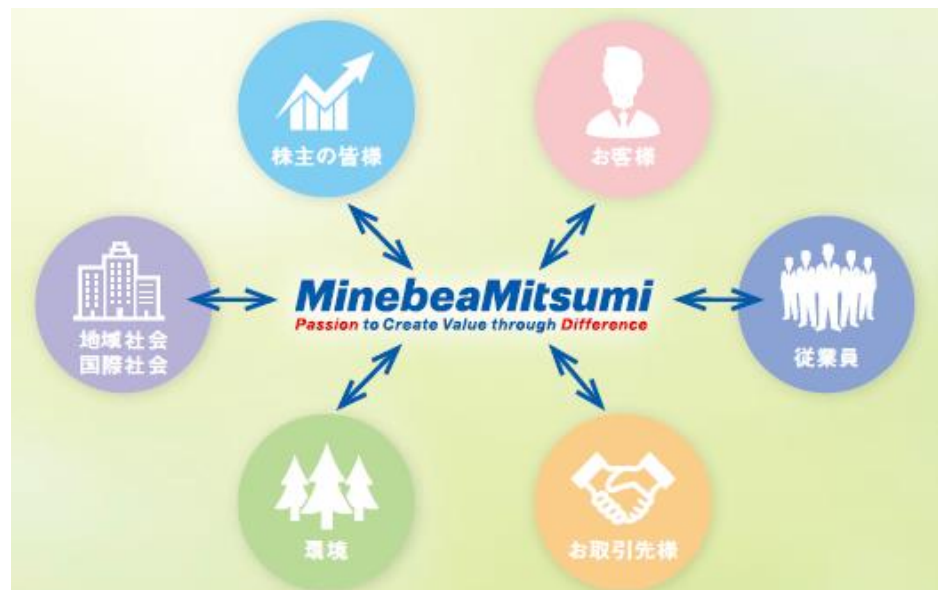 株主の皆様
お客様
地域社会
国際社会
MinebeaMitsumi
Passion to Create Value through Difference
従業員
環境
お取引先様